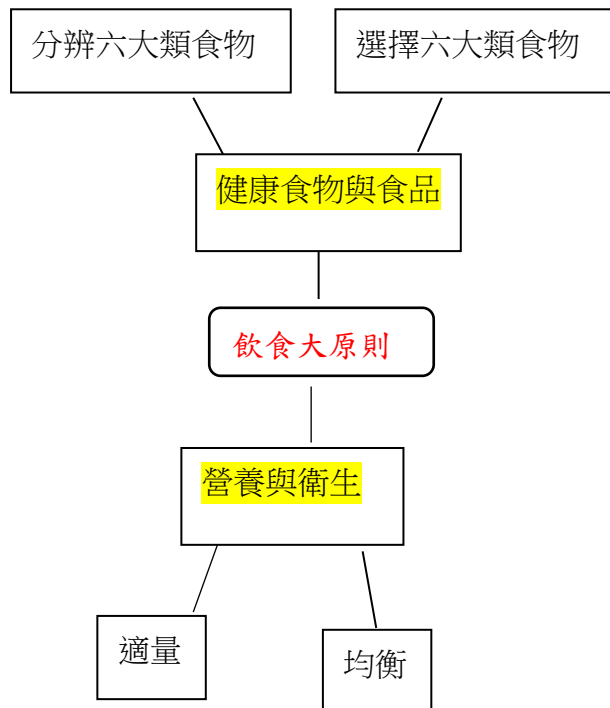 分辨六大類食物
選擇六大類食物
健康食物與食品
飲食大原則
營養與衛生
適量
均衡